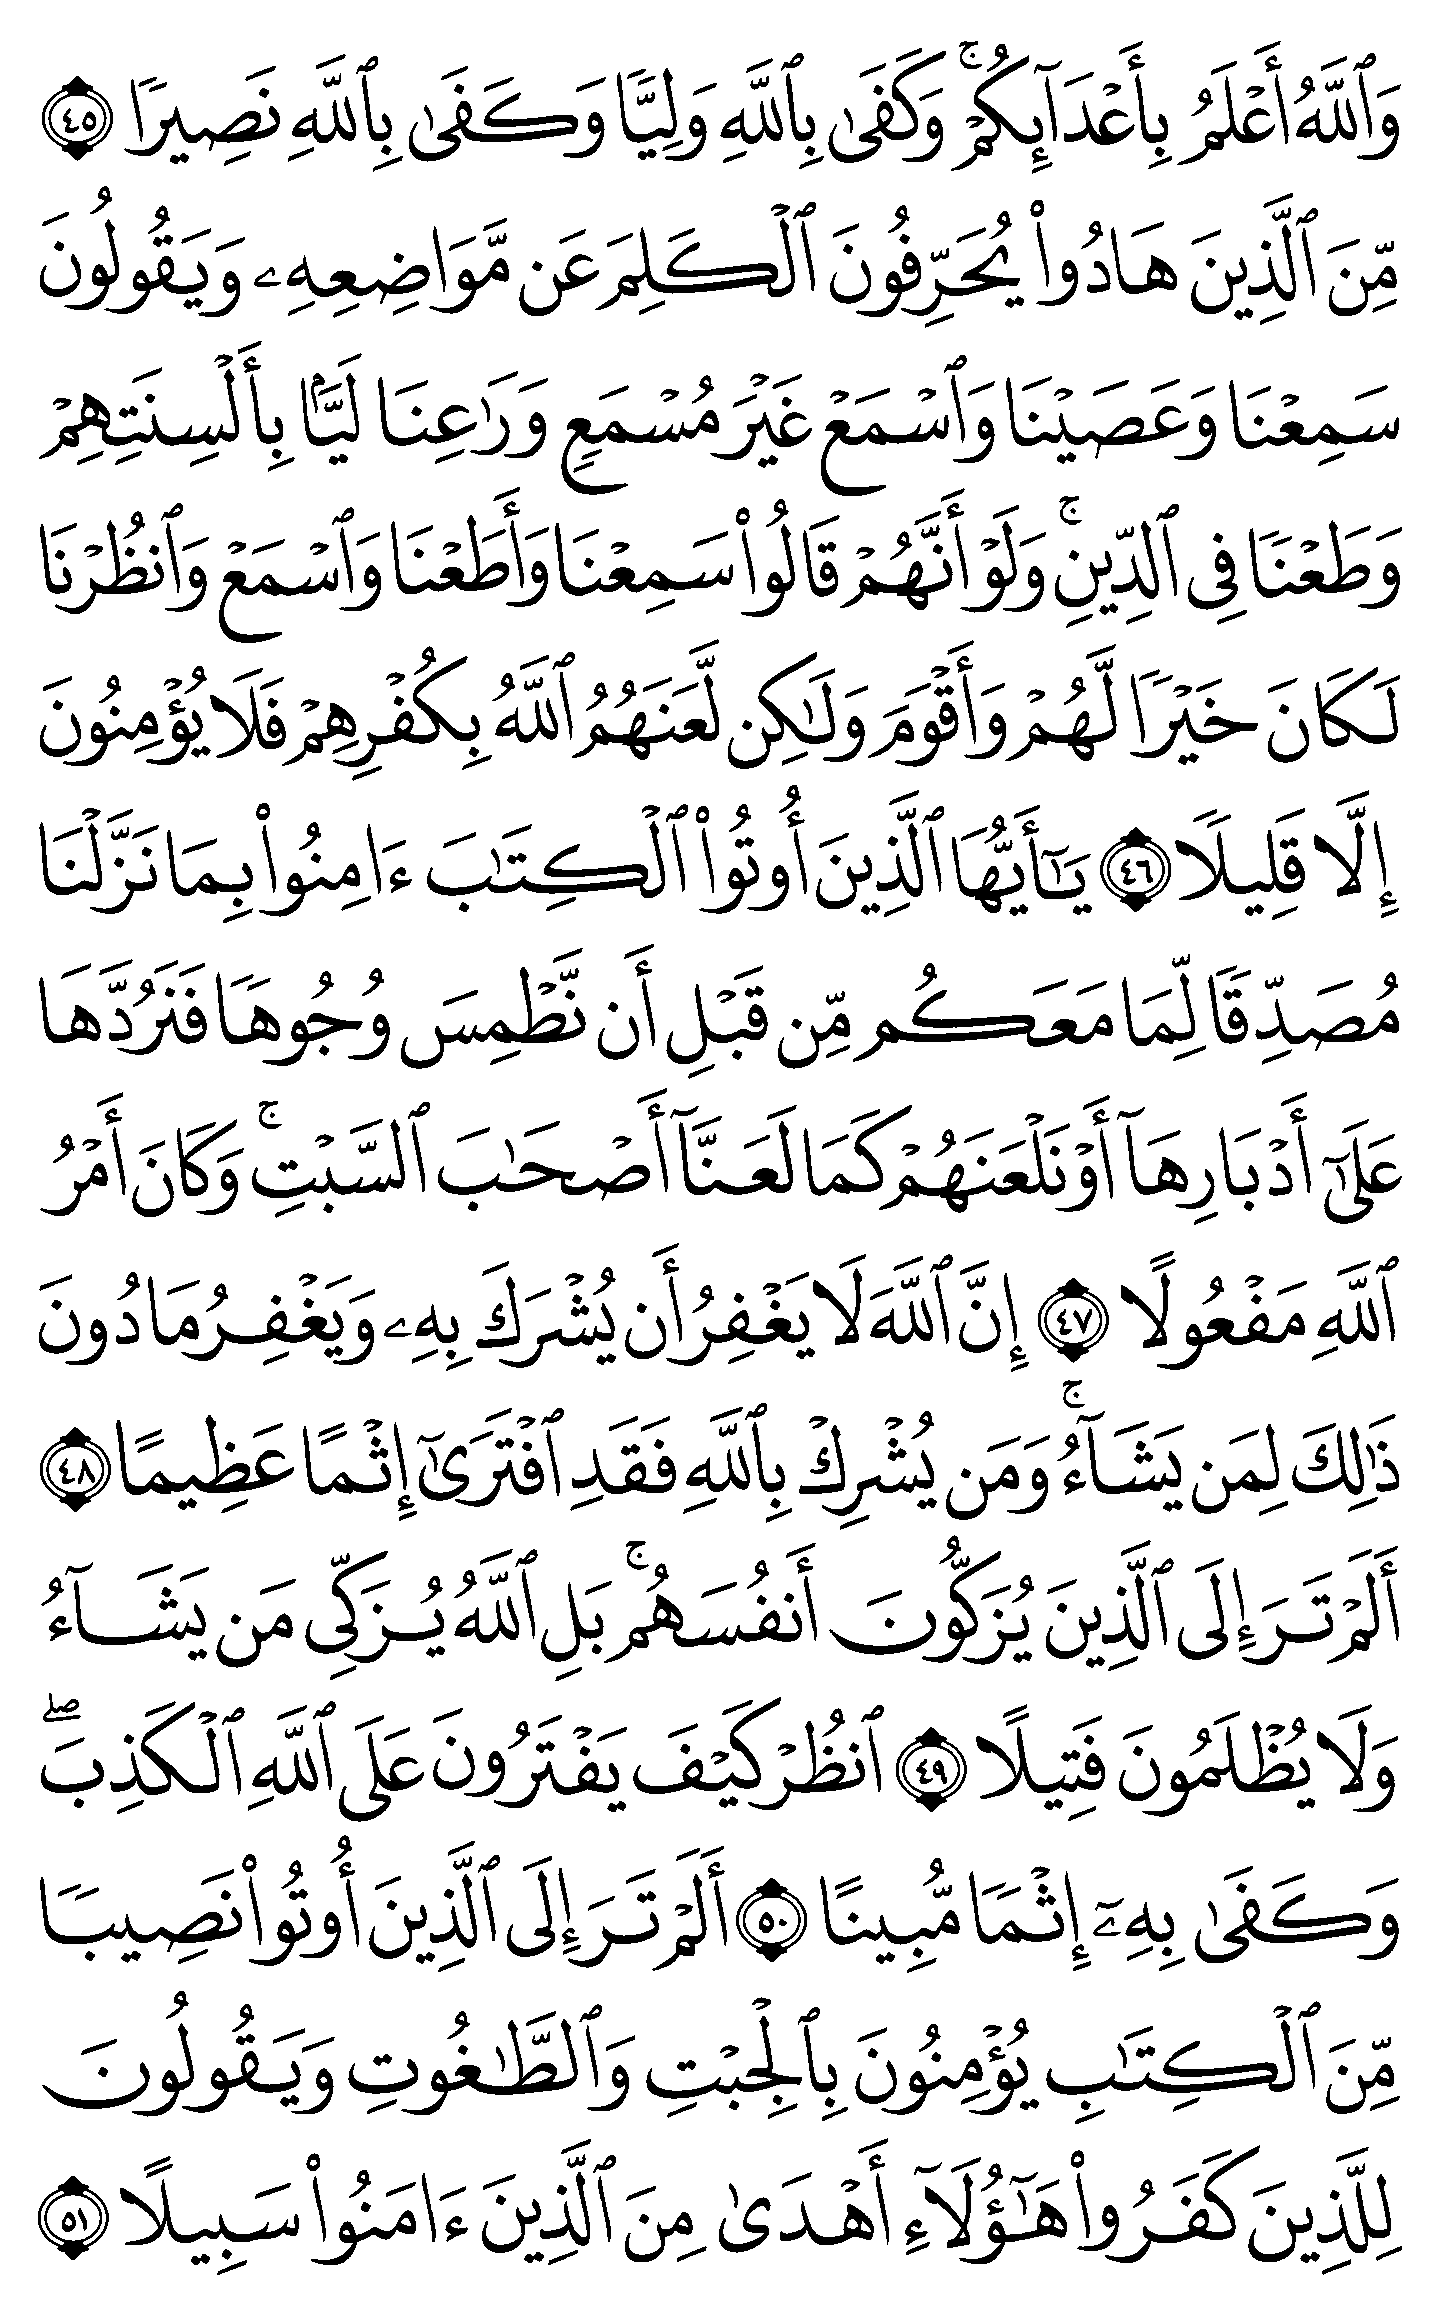 وَٱللَّهُ أَعۡلَمُ بِأَعۡدَآئِكُمۡۚ وَكَفَىٰ بِٱللَّهِ وَلِيّٗا وَكَفَىٰ بِٱللَّهِ نَصِيرٗا ٤٥
مِّنَ ٱلَّذِينَ هَادُواْ يُحَرِّفُونَ ٱلۡكَلِمَ عَن مَّوَاضِعِهِۦ وَيَقُولُونَ
سَمِعۡنَا وَعَصَيۡنَا وَٱسۡمَعۡ غَيۡرَ مُسۡمَعٖ وَرَٰعِنَا لَيَّۢا بِأَلۡسِنَتِهِمۡ
وَطَعۡنٗا فِي ٱلدِّينِۚ وَلَوۡ أَنَّهُمۡ قَالُواْ سَمِعۡنَا وَأَطَعۡنَا وَٱسۡمَعۡ وَٱنظُرۡنَا
لَكَانَ خَيۡرٗا لَّهُمۡ وَأَقۡوَمَ وَلَٰكِن لَّعَنَهُمُ ٱللَّهُ بِكُفۡرِهِمۡ فَلَا يُؤۡمِنُونَ
إِلَّا قَلِيلٗا ٤٦ يَٰٓأَيُّهَا ٱلَّذِينَ أُوتُواْ ٱلۡكِتَٰبَ ءَامِنُواْ بِمَا نَزَّلۡنَا
مُصَدِّقٗا لِّمَا مَعَكُم مِّن قَبۡلِ أَن نَّطۡمِسَ وُجُوهٗا فَنَرُدَّهَا
عَلَىٰٓ أَدۡبَارِهَآ أَوۡ نَلۡعَنَهُمۡ كَمَا لَعَنَّآ أَصۡحَٰبَ ٱلسَّبۡتِۚ وَكَانَ أَمۡرُ
ٱللَّهِ مَفۡعُولًا ٤٧ إِنَّ ٱللَّهَ لَا يَغۡفِرُ أَن يُشۡرَكَ بِهِۦ وَيَغۡفِرُ مَا دُونَ
ذَٰلِكَ لِمَن يَشَآءُۚ وَمَن يُشۡرِكۡ بِٱللَّهِ فَقَدِ ٱفۡتَرَىٰٓ إِثۡمًا عَظِيمًا ٤٨
أَلَمۡ تَرَ إِلَى ٱلَّذِينَ يُزَكُّونَ أَنفُسَهُمۚ بَلِ ٱللَّهُ يُزَكِّي مَن يَشَآءُ
وَلَا يُظۡلَمُونَ فَتِيلًا ٤٩ ٱنظُرۡ كَيۡفَ يَفۡتَرُونَ عَلَى ٱللَّهِ ٱلۡكَذِبَۖ
وَكَفَىٰ بِهِۦٓ إِثۡمٗا مُّبِينًا ٥٠ أَلَمۡ تَرَ إِلَى ٱلَّذِينَ أُوتُواْ نَصِيبٗا
مِّنَ ٱلۡكِتَٰبِ يُؤۡمِنُونَ بِٱلۡجِبۡتِ وَٱلطَّٰغُوتِ وَيَقُولُونَ
لِلَّذِينَ كَفَرُواْ هَٰٓؤُلَآءِ أَهۡدَىٰ مِنَ ٱلَّذِينَ ءَامَنُواْ سَبِيلًا ٥١